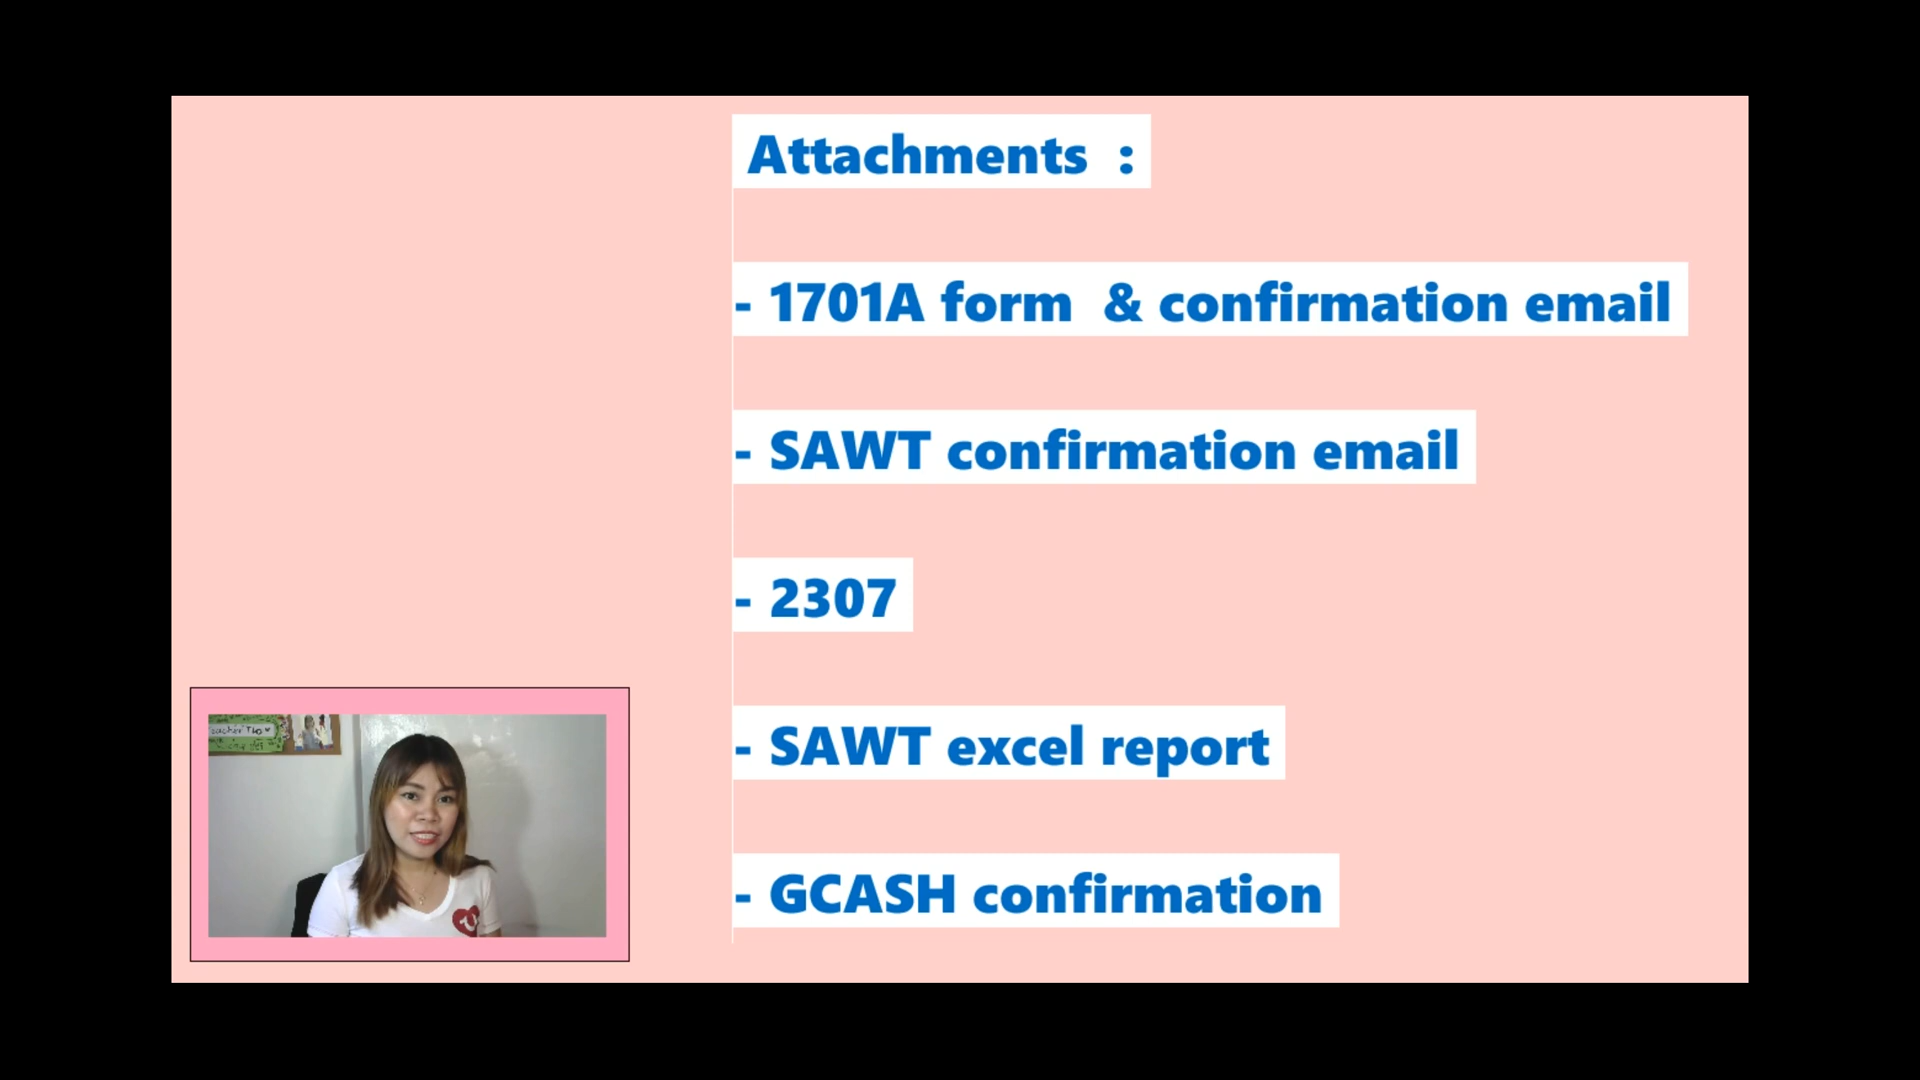 Attachments :
- 1701A form & confirmation email
- SAWT confirmation email
- 2307
- SAWT excel report
- GCASH confirmation